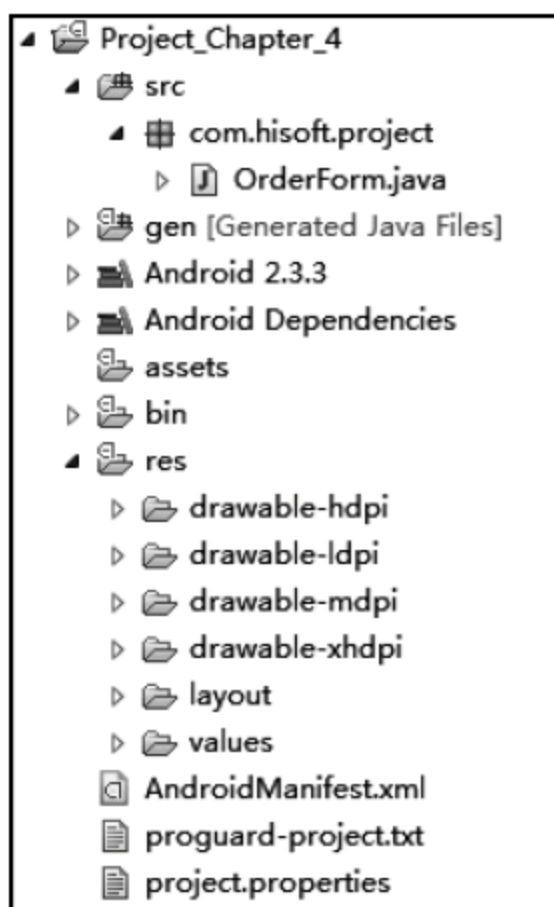 Project_Chapter_4
src
com.hisoft.project
OrderForm.java
gen [Generated Java Files]
Android 2.3.3
Android Dependencies
assets
bin
res
drawable-hdpi
drawable-ldpi
drawable-mdpi
drawable-xhdpi
layout
values
AndroidManifest.xml
proguard-project.txt
project.properties